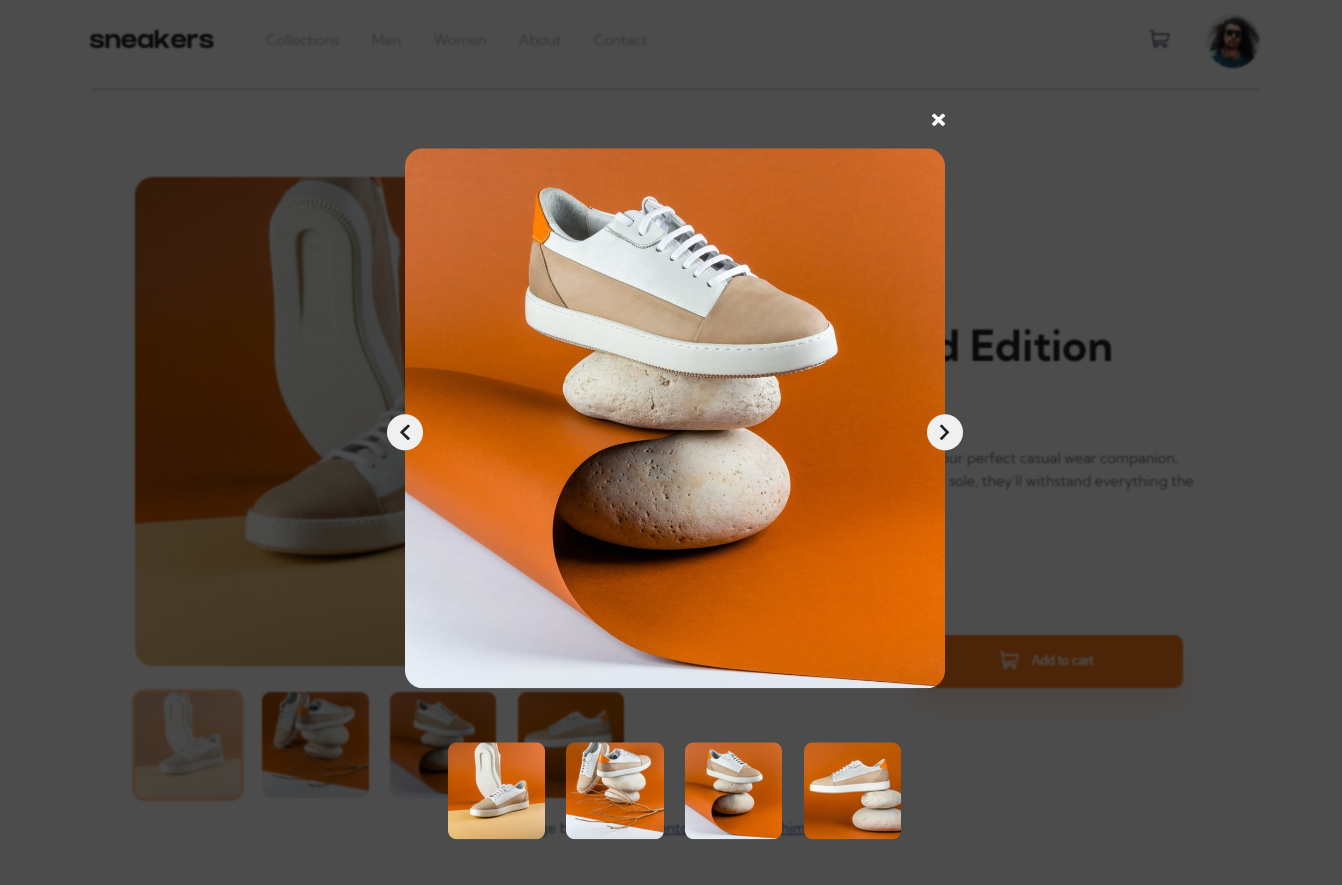 sneakers Collections Men Women About Contact
d Edition
our perfect casual wear companion.
sole, they'll withstand everything the
Add to cart